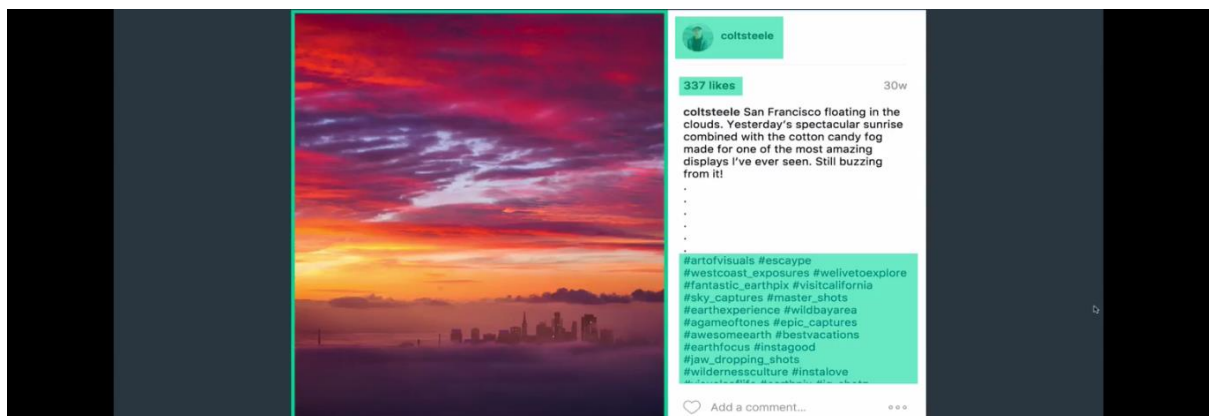 coltsteele
337 likes 30w
coltsteele San Francisco floating in the
clouds. Yesterday's spectacular sunrise
combined with the cotton candy fog
made for one of the most amazing
displays I've ever seen. Still buzzing
from it!
.
.
.
.
.
.
#artofvisuals #escaype
#westcoast_exposures #welivetoexplore
#fantastic_earthpix #visitcalifornia
#sky_captures #master_shots
#earthexperience #wildbayarea
#agameoftones #epic_captures
#awesomeearth #bestvacations
#earthfocus #instagood
#jaw_dropping_shots
#wildernessculture #instalove
Add a comment...